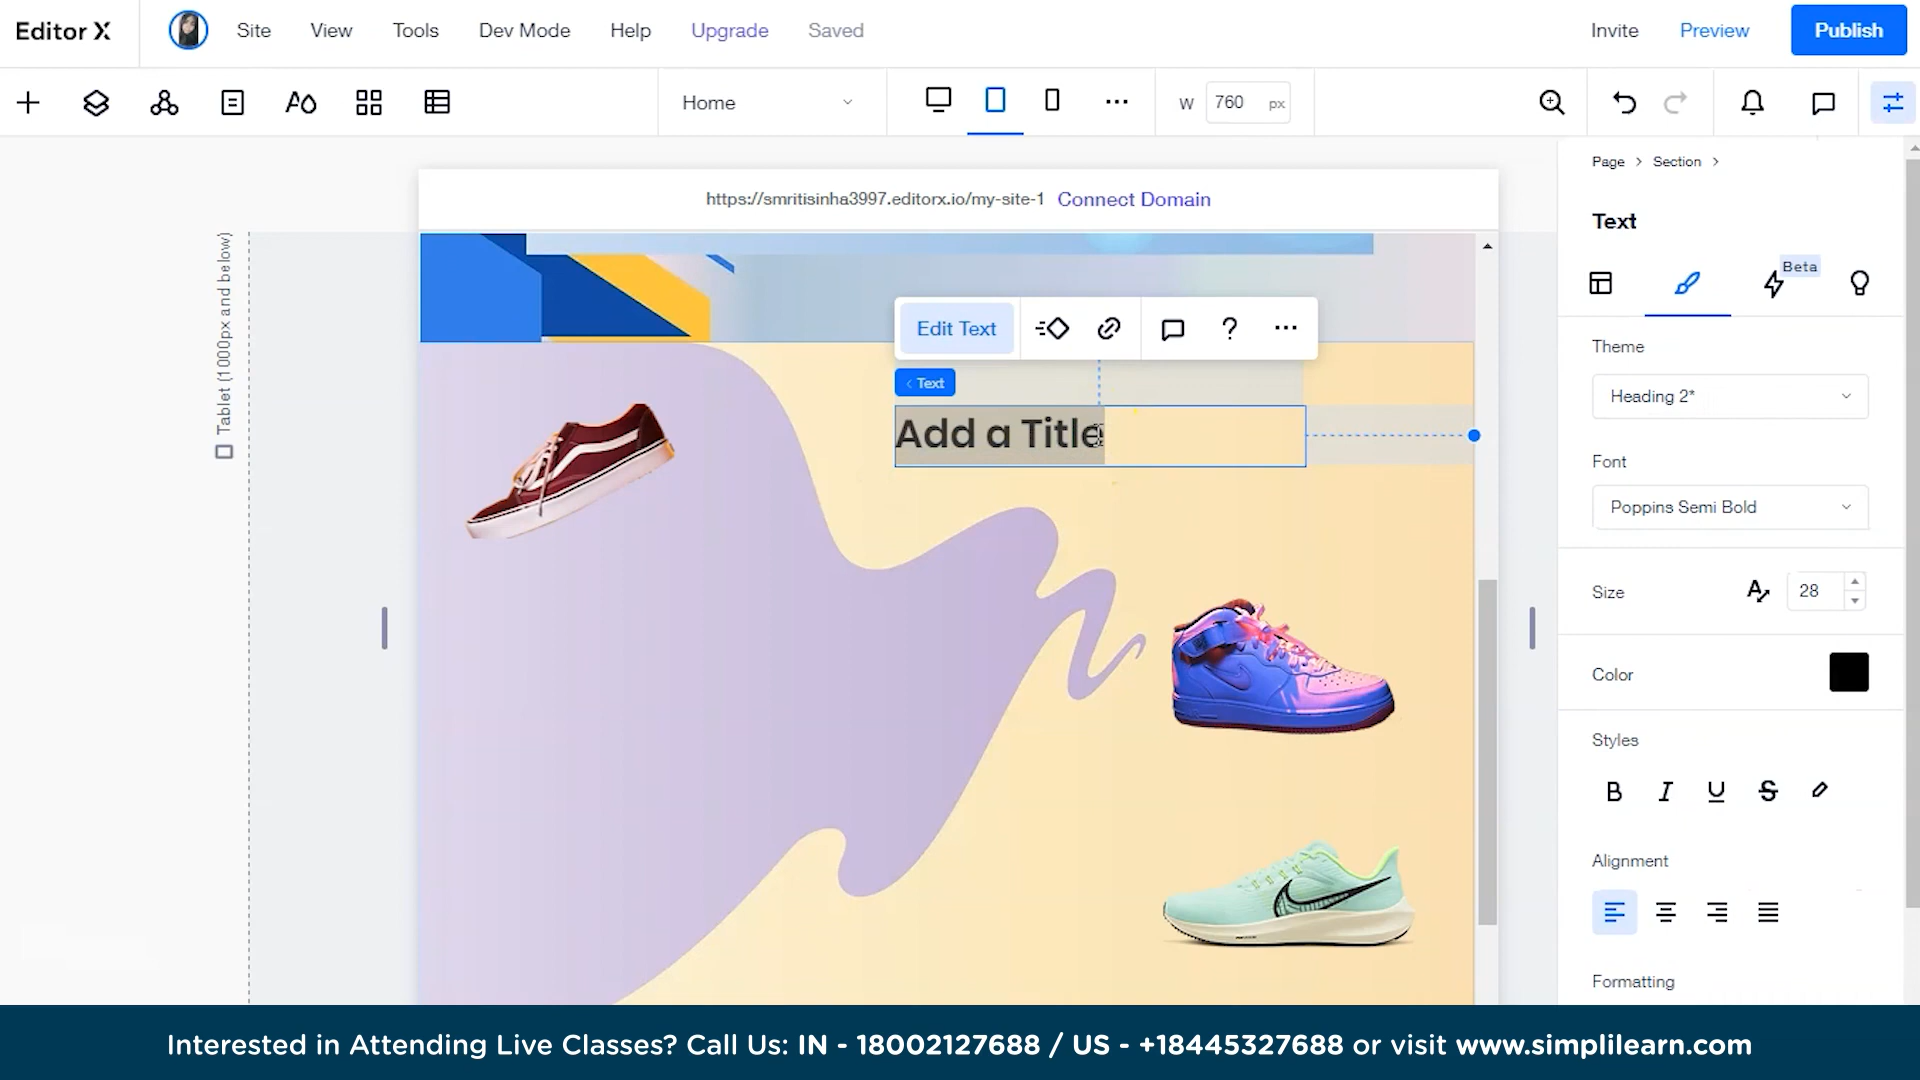 Editor X
Site
View
Tools
Dev Mode
Help
Upgrade
Saved
Invite
Preview
Publish
Home
W
760
px
https://smritisinha3997.editorx.io/my-site-1
Connect Domain
Tablet (1000px and below)
Edit Text
?
< Text
Add a Title
Page > Section >
Text
Beta
Theme
Heading 2*
Font
Poppins Semi Bold
Size
28
Color
Styles
B I U S
Alignment
Formatting
Interested in Attending Live Classes? Call Us: IN - 18002127688 / US - +18445327688 or visit www.simplilearn.com